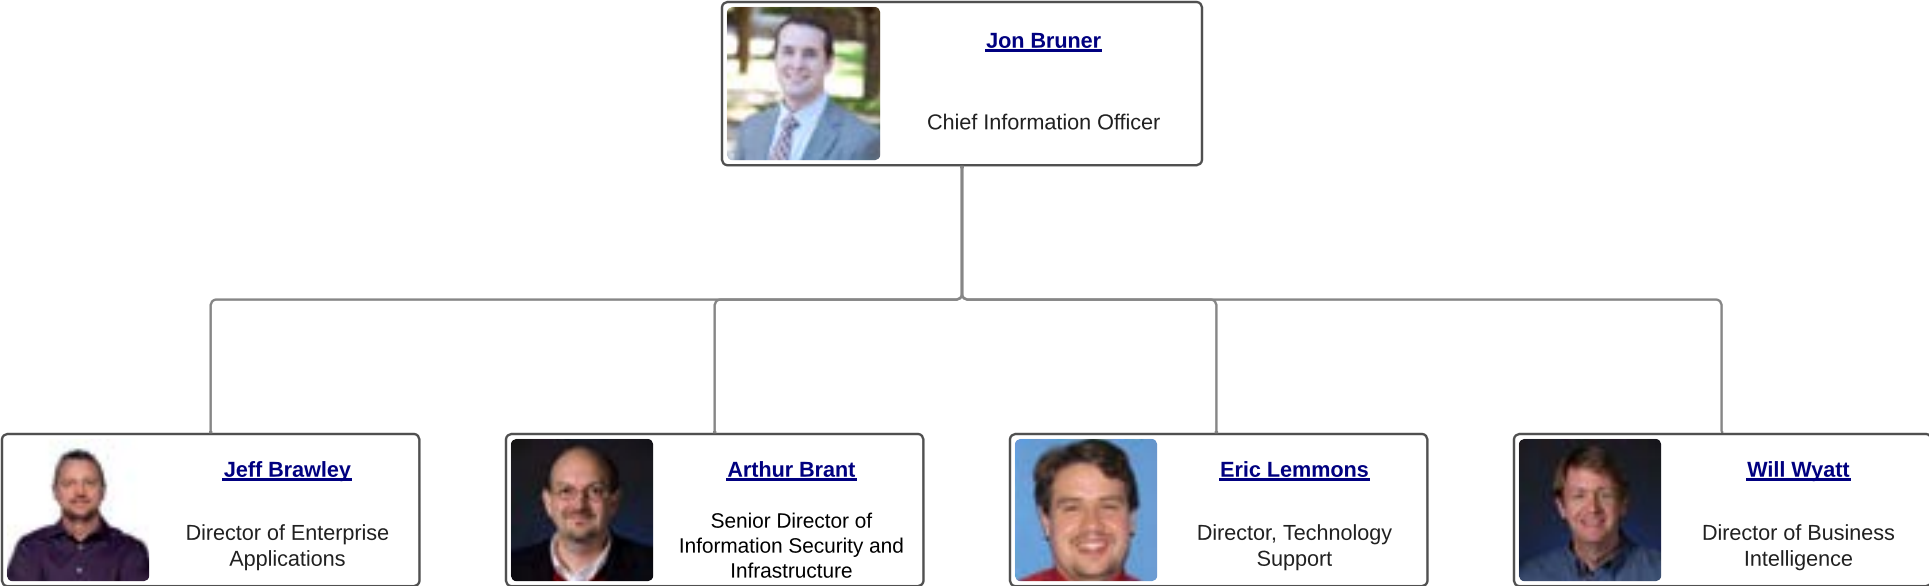 Jon Bruner
Chief Information Officer
Jeff Brawley
Director of Enterprise
Applications
Arthur Brant
Senior Director of
Information Security and
Infrastructure
Eric Lemmons
Director, Technology
Support
Will Wyatt
Director of Business
Intelligence